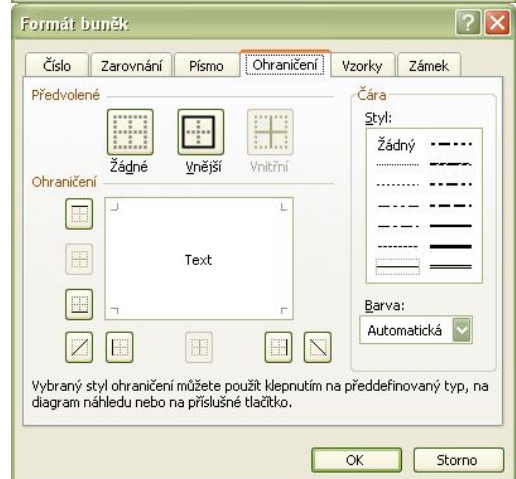 Formát buněk
Číslo Zarovnání Písmo Ohraničení Vzorky Zámek
Předvolené
Žádné Vnější Vnitřní
Ohraničení
Text
Čára
Styl:
Žádný
Barva:
Automatická
Vybraný styl ohraničení můžete použít klepnutím na předdefinovaný typ, na
diagram náhledu nebo na příslušné tlačítko.
OK Storno